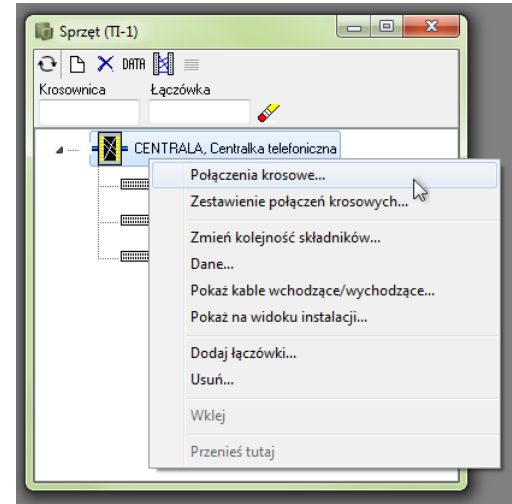 Sprzęt (TI-1)
DATA
Krosownica Łączówka
CENTRALA, Centralka telefoniczna
Połączenia krosowe...
Zestawienie połączeń krosowych...
Zmień kolejność składników...
Dane...
Pokaż kable wchodzące/wychodzące...
Pokaż na widoku instalacji...
Dodaj łączówki...
Usuń...
Wklej
Przenieś tutaj